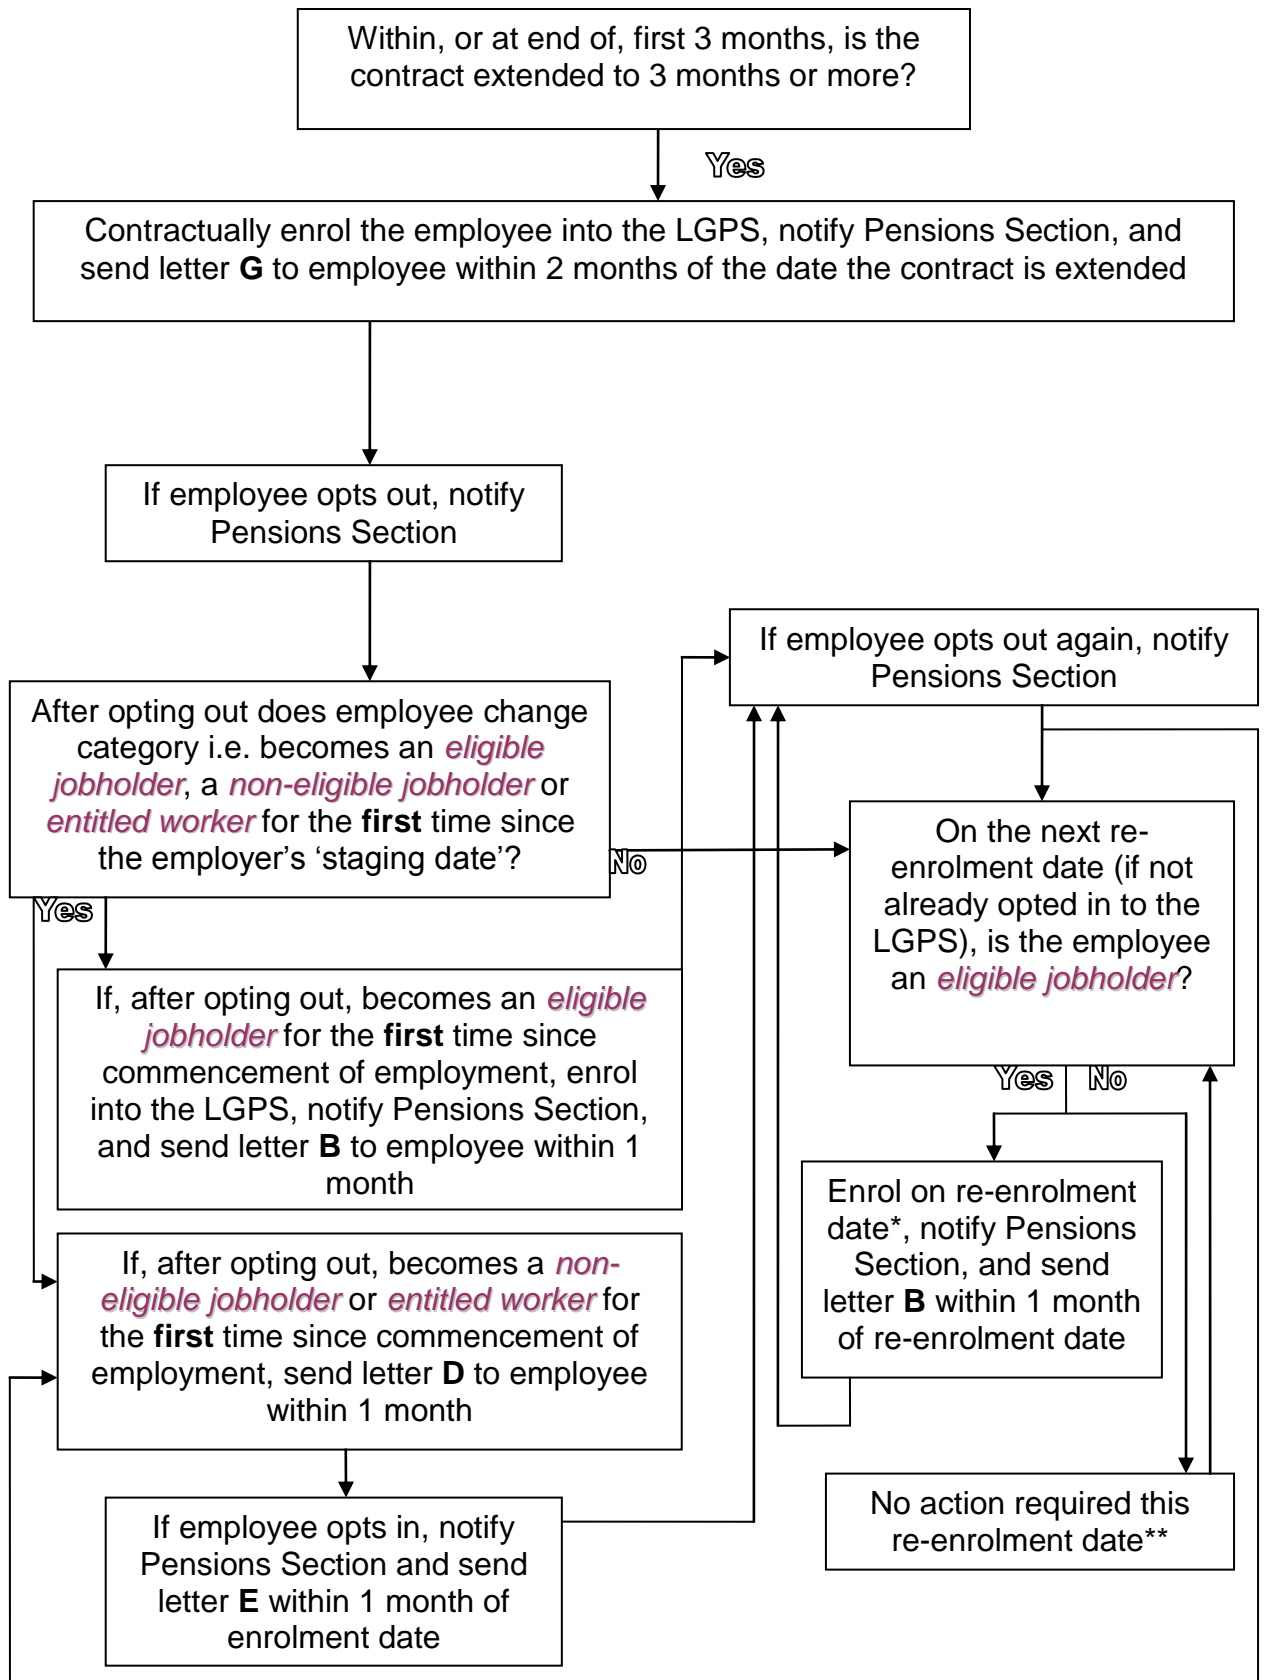 Within, or at end of, first 3 months, is the
contract extended to 3 months or more?
Yes
Contractually enrol the employee into the LGPS, notify Pensions Section, and
send letter G to employee within 2 months of the date the contract is extended
If employee opts out, notify
Pensions Section
If employee opts out again, notify
Pensions Section
After opting out does employee change
category i.e. becomes an eligible
jobholder, a non-eligible jobholder or
entitled worker for the first time since
the employer's 'staging date'?
No
Yes
On the next re-
enrolment date (if not
already opted in to the
LGPS), is the employee
an eligible jobholder?
Yes No
If, after opting out, becomes an eligible
jobholder for the first time since
commencement of employment, enrol
into the LGPS, notify Pensions Section,
and send letter B to employee within 1
month
Enrol on re-enrolment
date*, notify Pensions
Section, and send
letter B within 1 month
of re-enrolment date
If, after opting out, becomes a non-
eligible jobholder or entitled worker for
the first time since commencement of
employment, send letter D to employee
within 1 month
No action required this
re-enrolment date**
If employee opts in, notify
Pensions Section and send
letter E within 1 month of
enrolment date